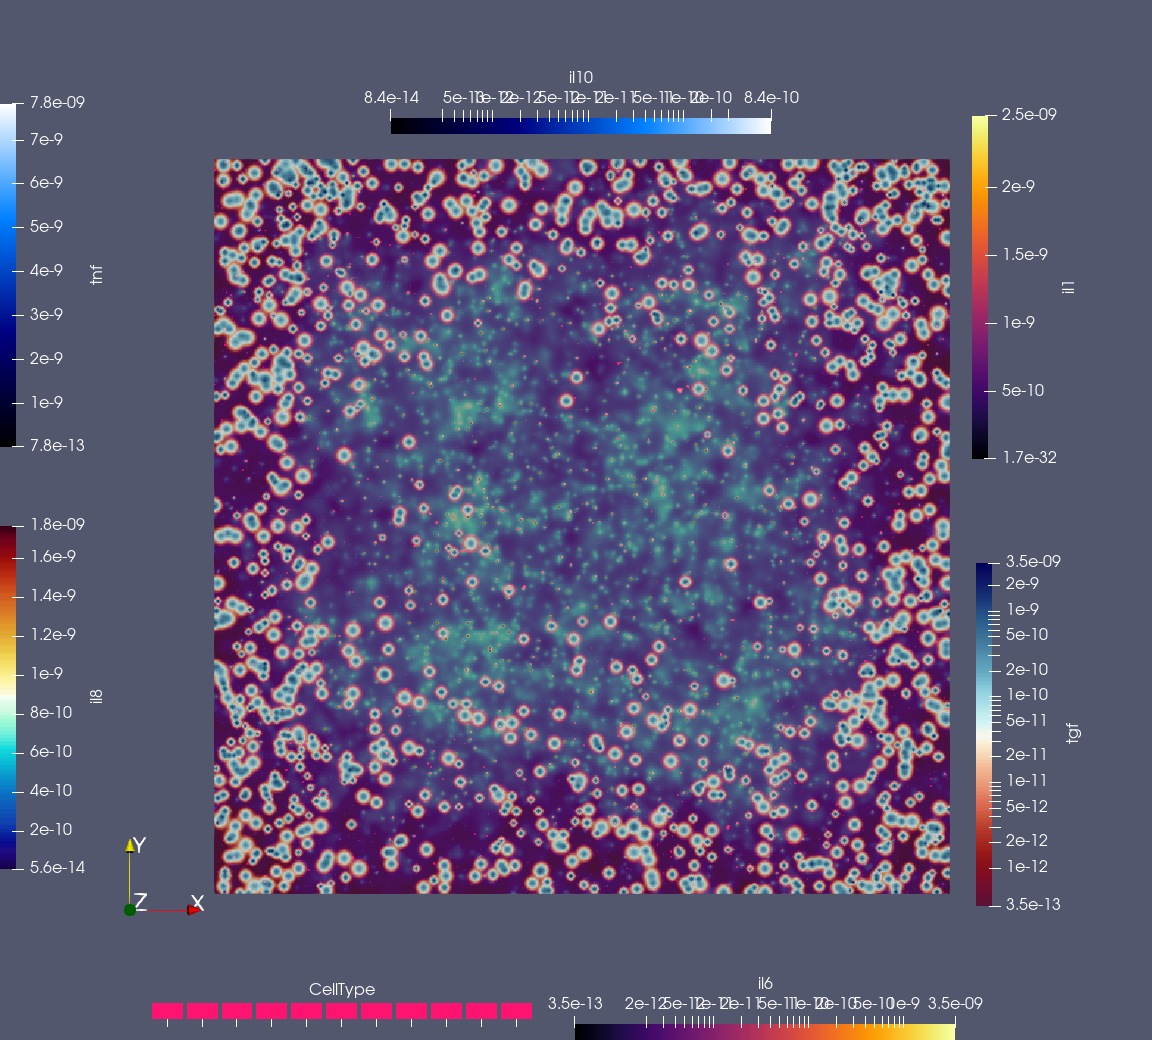 il10
8.4e-14
8.4e-10
7.8e-09
7e-9
6e-9
5e-9
4e-9
3e-9
2e-9
1e-9
7.8e-13
tnf
2.5e-09
2e-9
1.5e-9
1e-9
5e-10
1.7e-32
il1
1.8e-09
1.6e-9
1.4e-9
1.2e-9
1e-9
8e-10
6e-10
4e-10
2e-10
5.6e-14
il8
3.5e-09
2e-9
1e-9
5e-10
2e-10
1e-10
5e-11
2e-11
1e-11
5e-12
2e-12
1e-12
3.5e-13
tgf
Y
Z
X
CellType
il6
3.5e-13
1e-9
3.5e-09